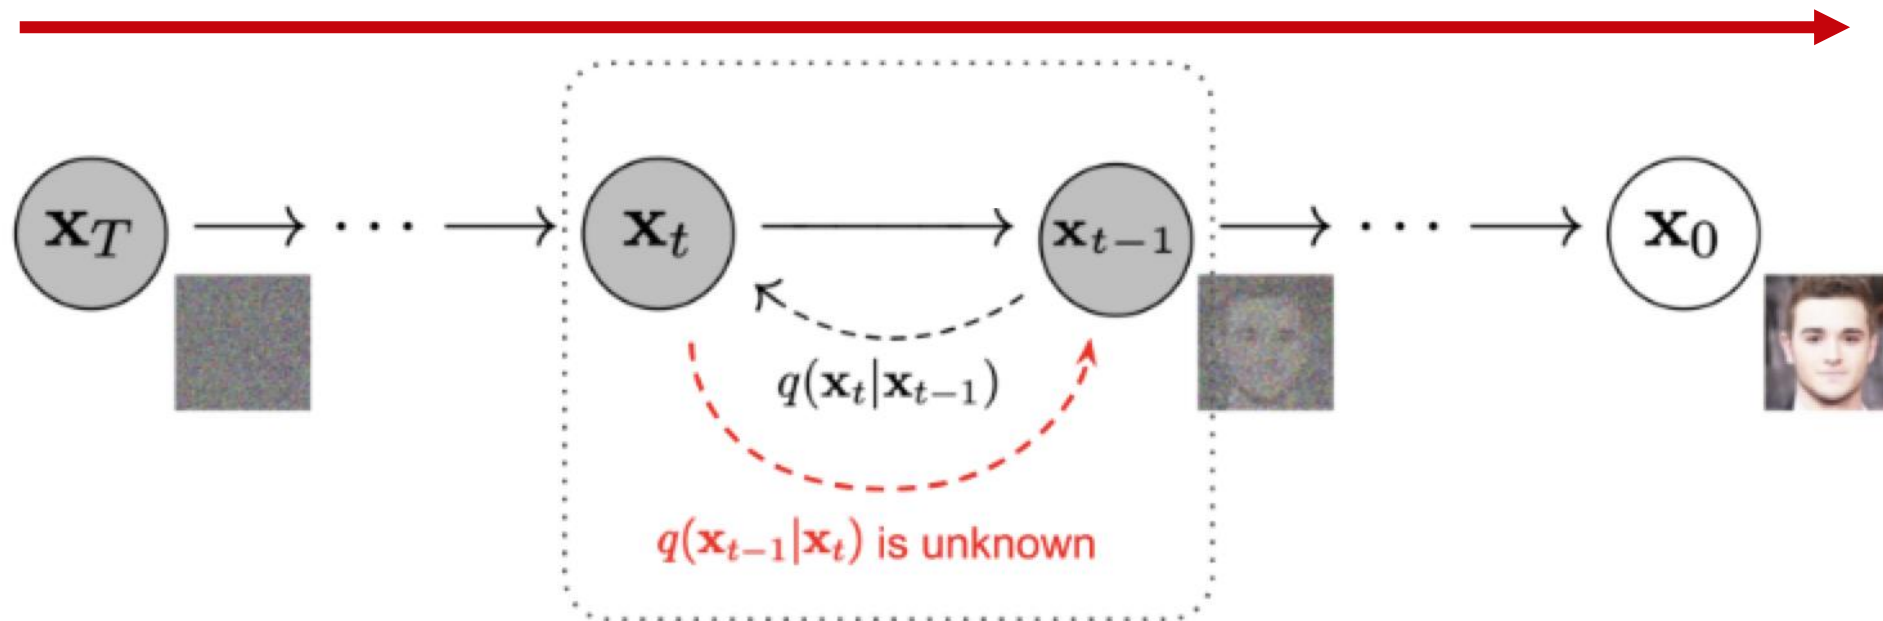 x_T ⟶ ··· ⟶ x_t ⟶ x_{t−1} ⟶ ··· ⟶ x_0
q(x_t|x_{t−1})
q(x_{t−1}|x_t) is unknown